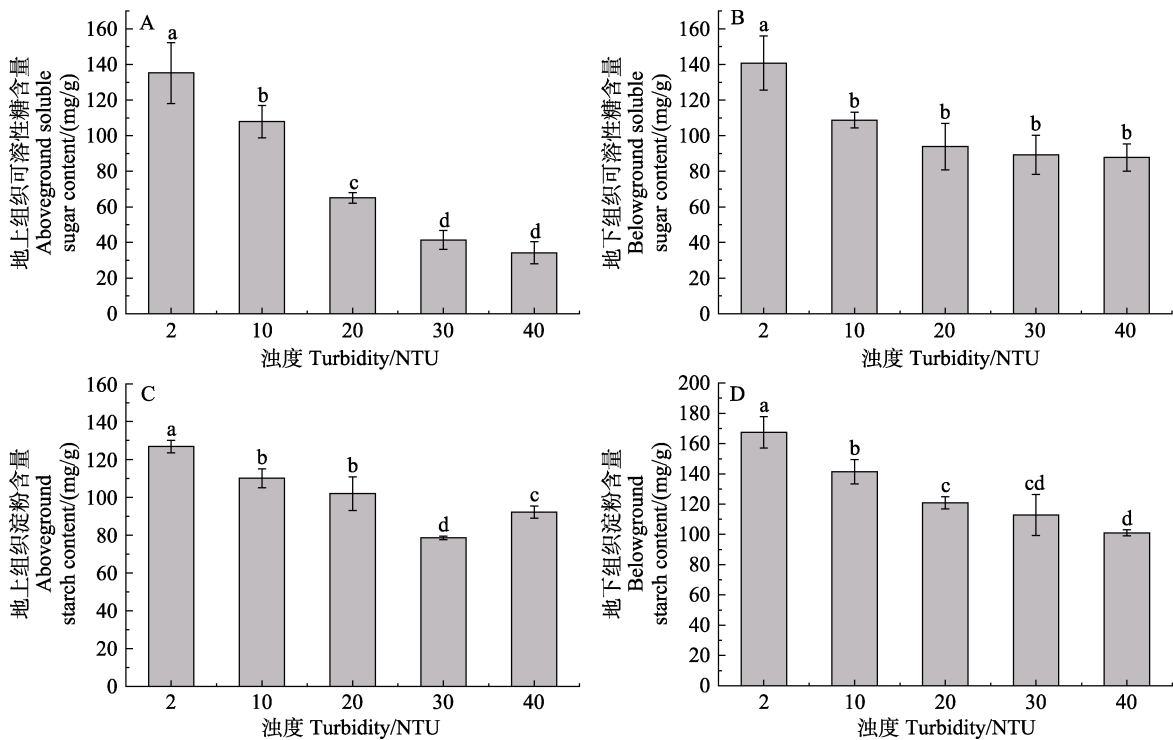 A
地上组织可溶性糖含量
Aboveground soluble
sugar content/(mg/g)
160
140
120
100
80
60
40
20
0
a
b
c
d
d
2
10
20
30
40
浊度 Turbidity/NTU
B
地下组织可溶性糖含量
Belowground soluble
sugar content/(mg/g)
160
140
120
100
80
60
40
20
0
a
b
b
b
b
2
10
20
30
40
浊度 Turbidity/NTU
C
地上组织淀粉含量
Aboveground
starch content/(mg/g)
160
140
120
100
80
60
40
20
0
a
b
b
d
c
2
10
20
30
40
浊度 Turbidity/NTU
D
地下组织淀粉含量
Belowground
starch content/(mg/g)
200
180
160
140
120
100
80
60
40
20
0
a
b
c
cd
d
2
10
20
30
40
浊度 Turbidity/NTU